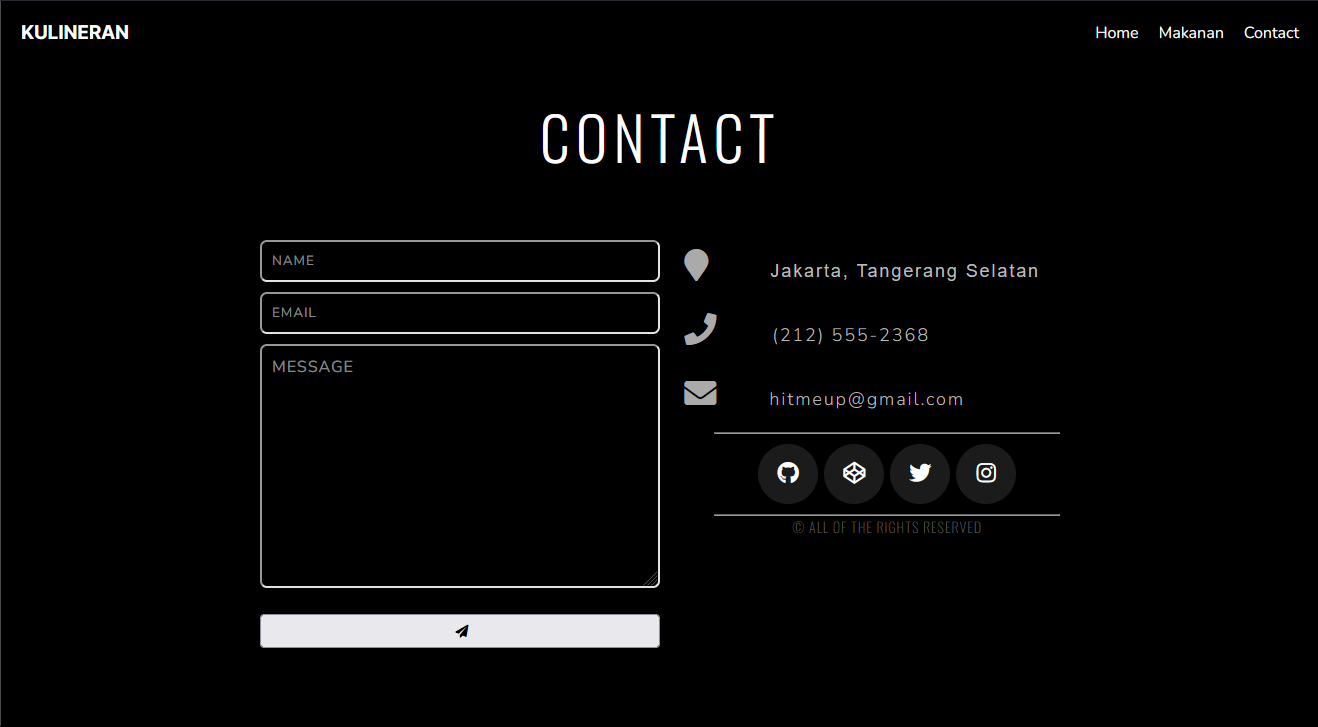 KULINERAN
Home Makanan Contact
CONTACT
NAME
EMAIL
MESSAGE
Jakarta, Tangerang Selatan
(212) 555-2368
hitmeup@gmail.com
© ALL OF THE RIGHTS RESERVED